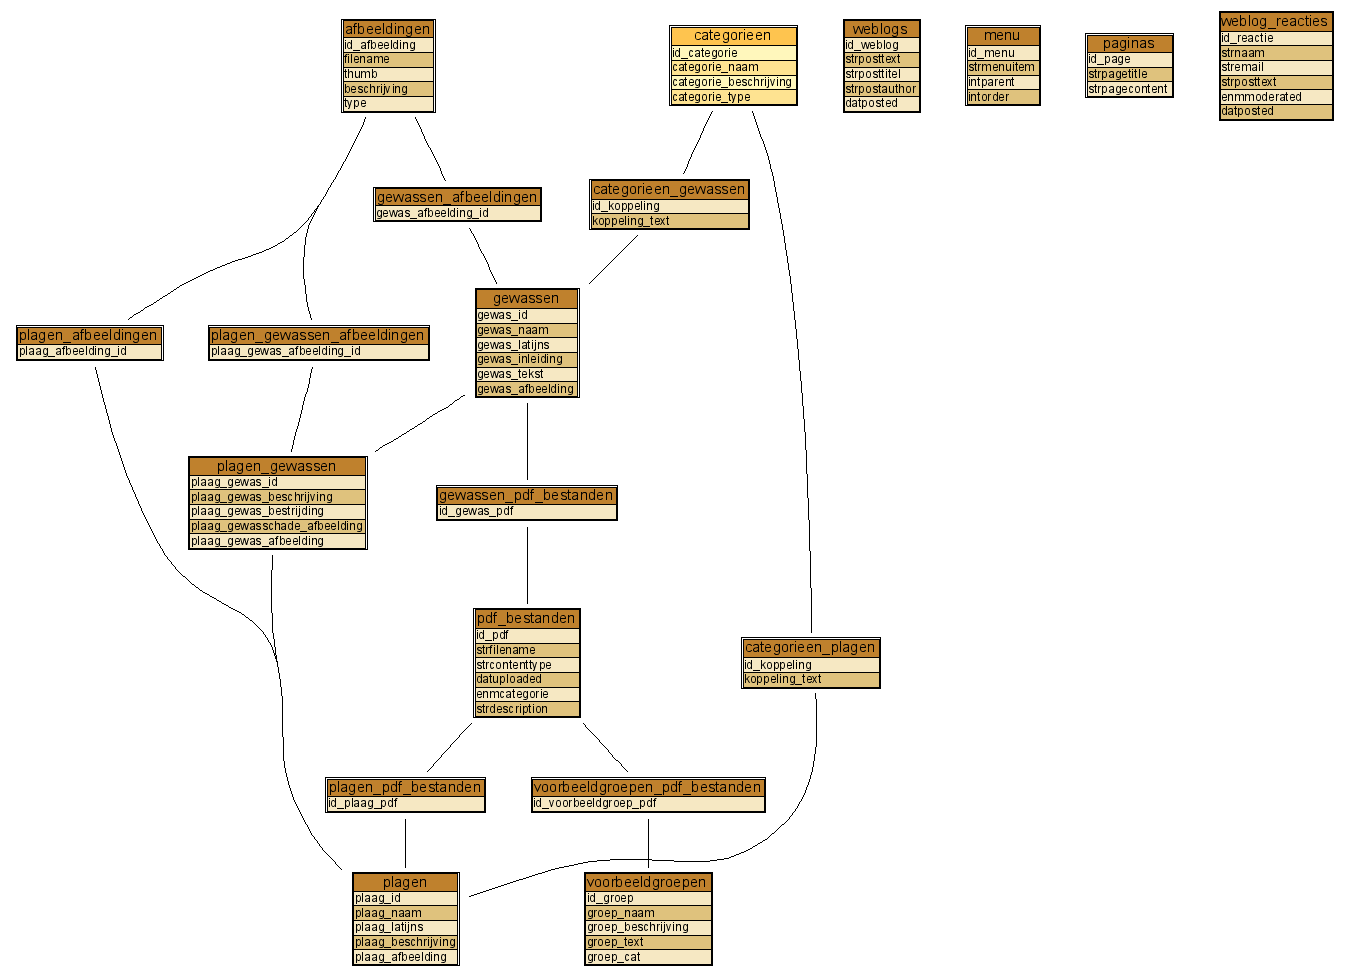 afbeeldingen
id_afbeelding
filename
thumb
beschrijving
type
categorieen
id_categorie
categorie_naam
categorie_beschrijving
categorie_type
weblogs
id_weblog
strposttext
strposttitel
strpostauthor
datposted
menu
id_menu
strmenuitem
intparent
intorder
paginas
id_page
strpagetitle
strpagecontent
weblog_reacties
id_reactie
strnaam
stremail
strposttext
enmmoderated
datposted
gewassen_afbeeldingen
gewas_afbeelding_id
categorieen_gewassen
id_koppeling
koppeling_text
gewassen
gewas_id
gewas_naam
gewas_latijns
gewas_inleiding
gewas_tekst
gewas_afbeelding
plagen_afbeeldingen
plaag_afbeelding_id
plagen_gewassen_afbeeldingen
plaag_gewas_afbeelding_id
plagen_gewassen
plaag_gewas_id
plaag_gewas_beschrijving
plaag_gewas_bestrijding
plaag_gewasschade_afbeelding
plaag_gewas_afbeelding
gewassen_pdf_bestanden
id_gewas_pdf
pdf_bestanden
id_pdf
strfilename
strcontenttype
datuploaded
enmcategorie
strdescription
categorieen_plagen
id_koppeling
koppeling_text
plagen_pdf_bestanden
id_plaag_pdf
voorbeeldgroepen_pdf_bestanden
id_voorbeeldgroep_pdf
plagen
plaag_id
plaag_naam
plaag_latijns
plaag_beschrijving
plaag_afbeelding
voorbeeldgroepen
id_groep
groep_naam
groep_beschrijving
groep_text
groep_cat